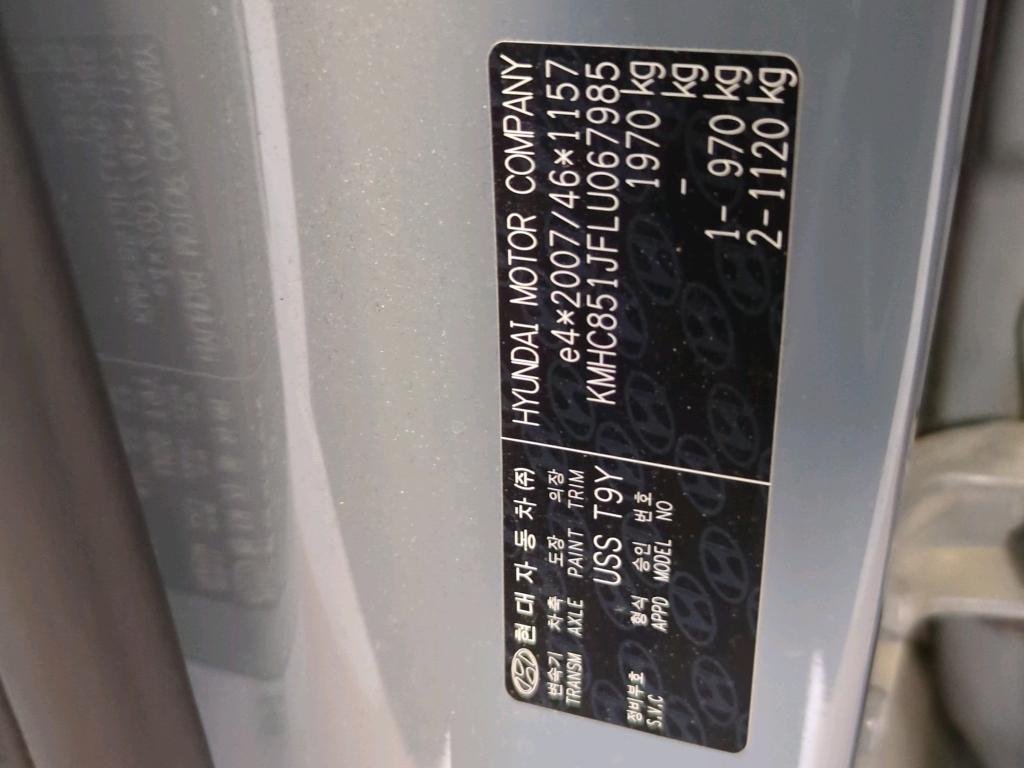 현대자동차(주)
변속기 차축 도장 의장
TRANSM AXLE PAINT TRIM
USS T9Y
정비부호 형식 승인 번호
S.V.C APPD MODEL NO
HYUNDAI MOTOR COMPANY
e4*2007/46*1157
KMHC851JFLU067985
1970 kg
- kg
1- 970 kg
2-1120 kg